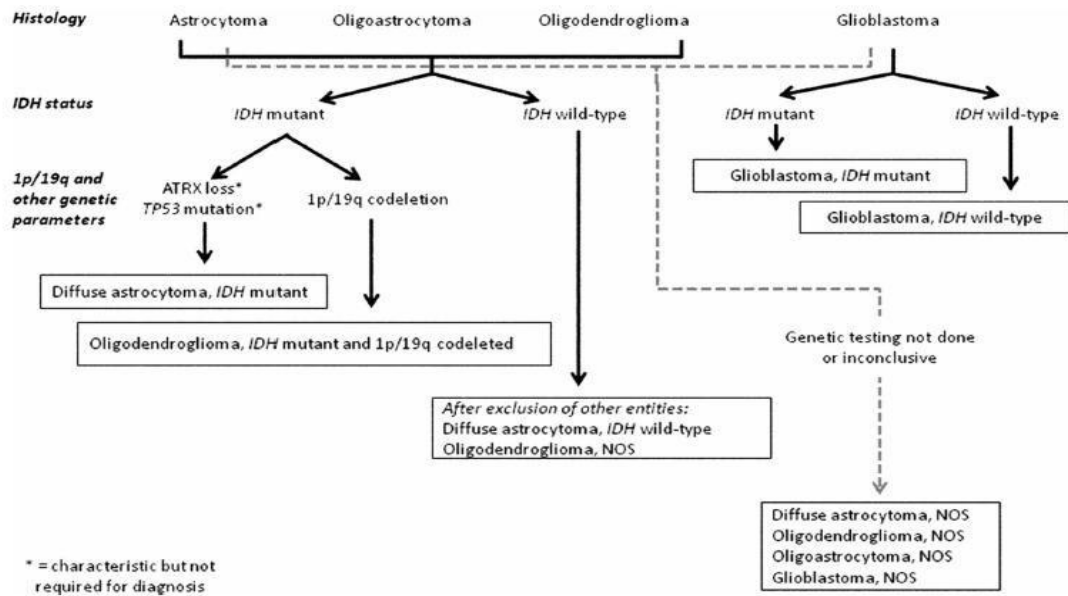 Histology
Astrocytoma
Oligoastrocytoma
Oligodendroglioma
Glioblastoma
IDH status
IDH mutant
IDH wild-type
IDH mutant
IDH wild-type
1p/19q and
other genetic
parameters
ATRX loss*
TP53 mutation*
1p/19q codeletion
Glioblastoma, IDH mutant
Glioblastoma, IDH wild-type
Diffuse astrocytoma, IDH mutant
Oligodendroglioma, IDH mutant and 1p/19q codeleted
Genetic testing not done
or inconclusive
After exclusion of other entities:
Diffuse astrocytoma, IDH wild-type
Oligodendroglioma, NOS
Diffuse astrocytoma, NOS
Oligodendroglioma, NOS
Oligoastrocytoma, NOS
Glioblastoma, NOS
* = characteristic but not
required for diagnosis